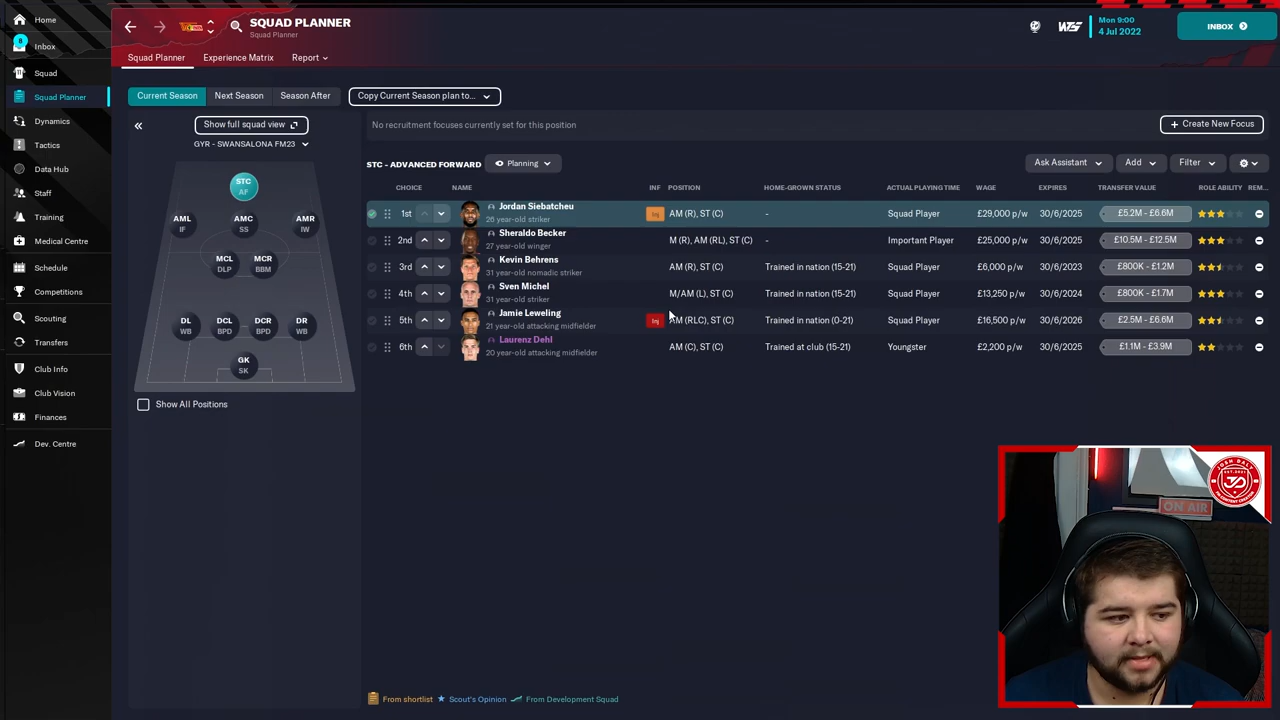 Home
SQUAD PLANNER
Squad Planner
Mon 9:00
4 Jul 2022
INBOX
8
Inbox
Squad
Squad Planner
Dynamics
Tactics
Data Hub
Staff
Training
Medical Centre
Schedule
Competitions
Scouting
Transfers
Club Info
Club Vision
Finances
Dev. Centre
Squad Planner Experience Matrix Report
Current Season Next Season Season After Copy Current Season plan to...
Show full squad view
GYR - SWANSALONA FM23
STC
AF
AML AMC AMR
IF SS IW
MCL MCR
DLP BBM
DL DCL DCR DR
WB BPD BPD WB
GK
SK
Show All Positions
No recruitment focuses currently set for this position
Create New Focus
STC - ADVANCED FORWARD Planning Ask Assistant Add Filter
CHOICE NAME INF POSITION HOME-GROWN STATUS ACTUAL PLAYING TIME WAGE EXPIRES TRANSFER VALUE ROLE ABILITY REM...
1st Jordan Siebatcheu Inj AM (R), ST (C) - Squad Player £29,000 p/w 30/6/2025 £5.2M - £6.6M
26 year-old striker
2nd Sheraldo Becker M (R), AM (RL), ST (C) - Important Player £25,000 p/w 30/6/2025 £10.5M - £12.5M
27 year-old winger
3rd Kevin Behrens AM (R), ST (C) Trained in nation (15-21) Squad Player £6,000 p/w 30/6/2023 £800K - £1.2M
31 year-old nomadic striker
4th Sven Michel M/AM (L), ST (C) Trained in nation (15-21) Squad Player £13,250 p/w 30/6/2024 £800K - £1.7M
31 year-old striker
5th Jamie Leweling Inj AM (RLC), ST (C) Trained in nation (0-21) Squad Player £16,500 p/w 30/6/2026 £2.5M - £6.6M
21 year-old attacking midfielder
6th Laurenz Dehl AM (C), ST (C) Trained at club (15-21) Youngster £2,200 p/w 30/6/2025 £1.1M - £3.9M
20 year-old attacking midfielder
From shortlist Scout's Opinion From Development Squad
JOSH DALY
EST. 2021
JD
ON AIR